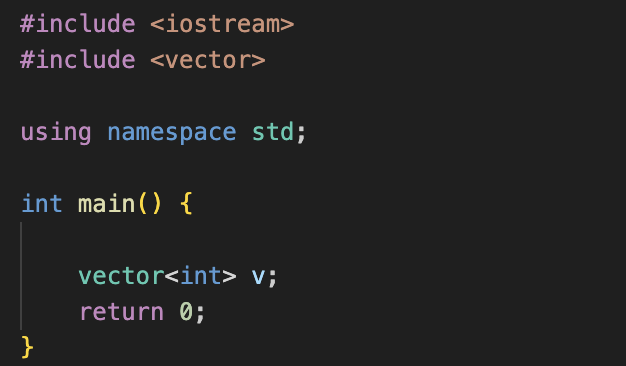 #include <iostream>
#include <vector>
using namespace std;
int main() {
vector<int> v;
return 0;
}